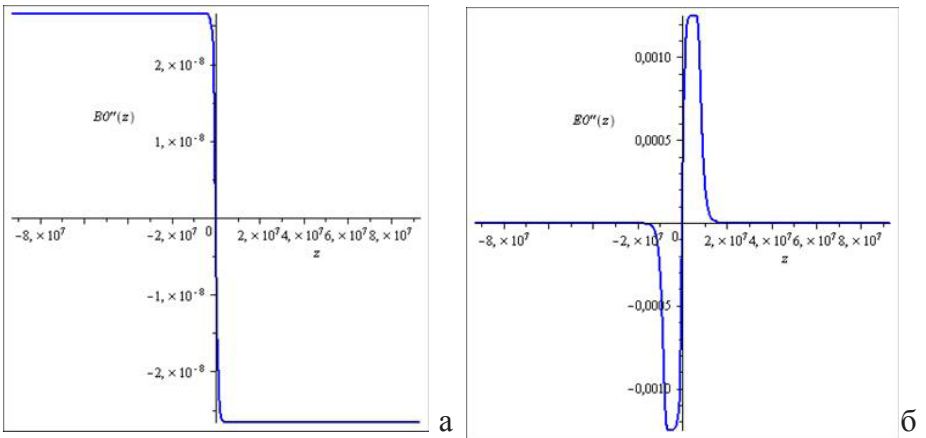 2,×10⁻⁸
B0''(z)
1,×10⁻⁸
−8,×10⁷ −2,×10⁷ 0 2,×10⁷ 4,×10⁷ 6,×10⁷ 8,×10⁷
z
−1,×10⁻⁸
−2,×10⁻⁸
а
0,0010
E0''(z)
0,0005
−8,×10⁷ −2,×10⁷ 0 2,×10⁷ 4,×10⁷ 6,×10⁷ 8,×10⁷
z
−0,0005
−0,0010
б